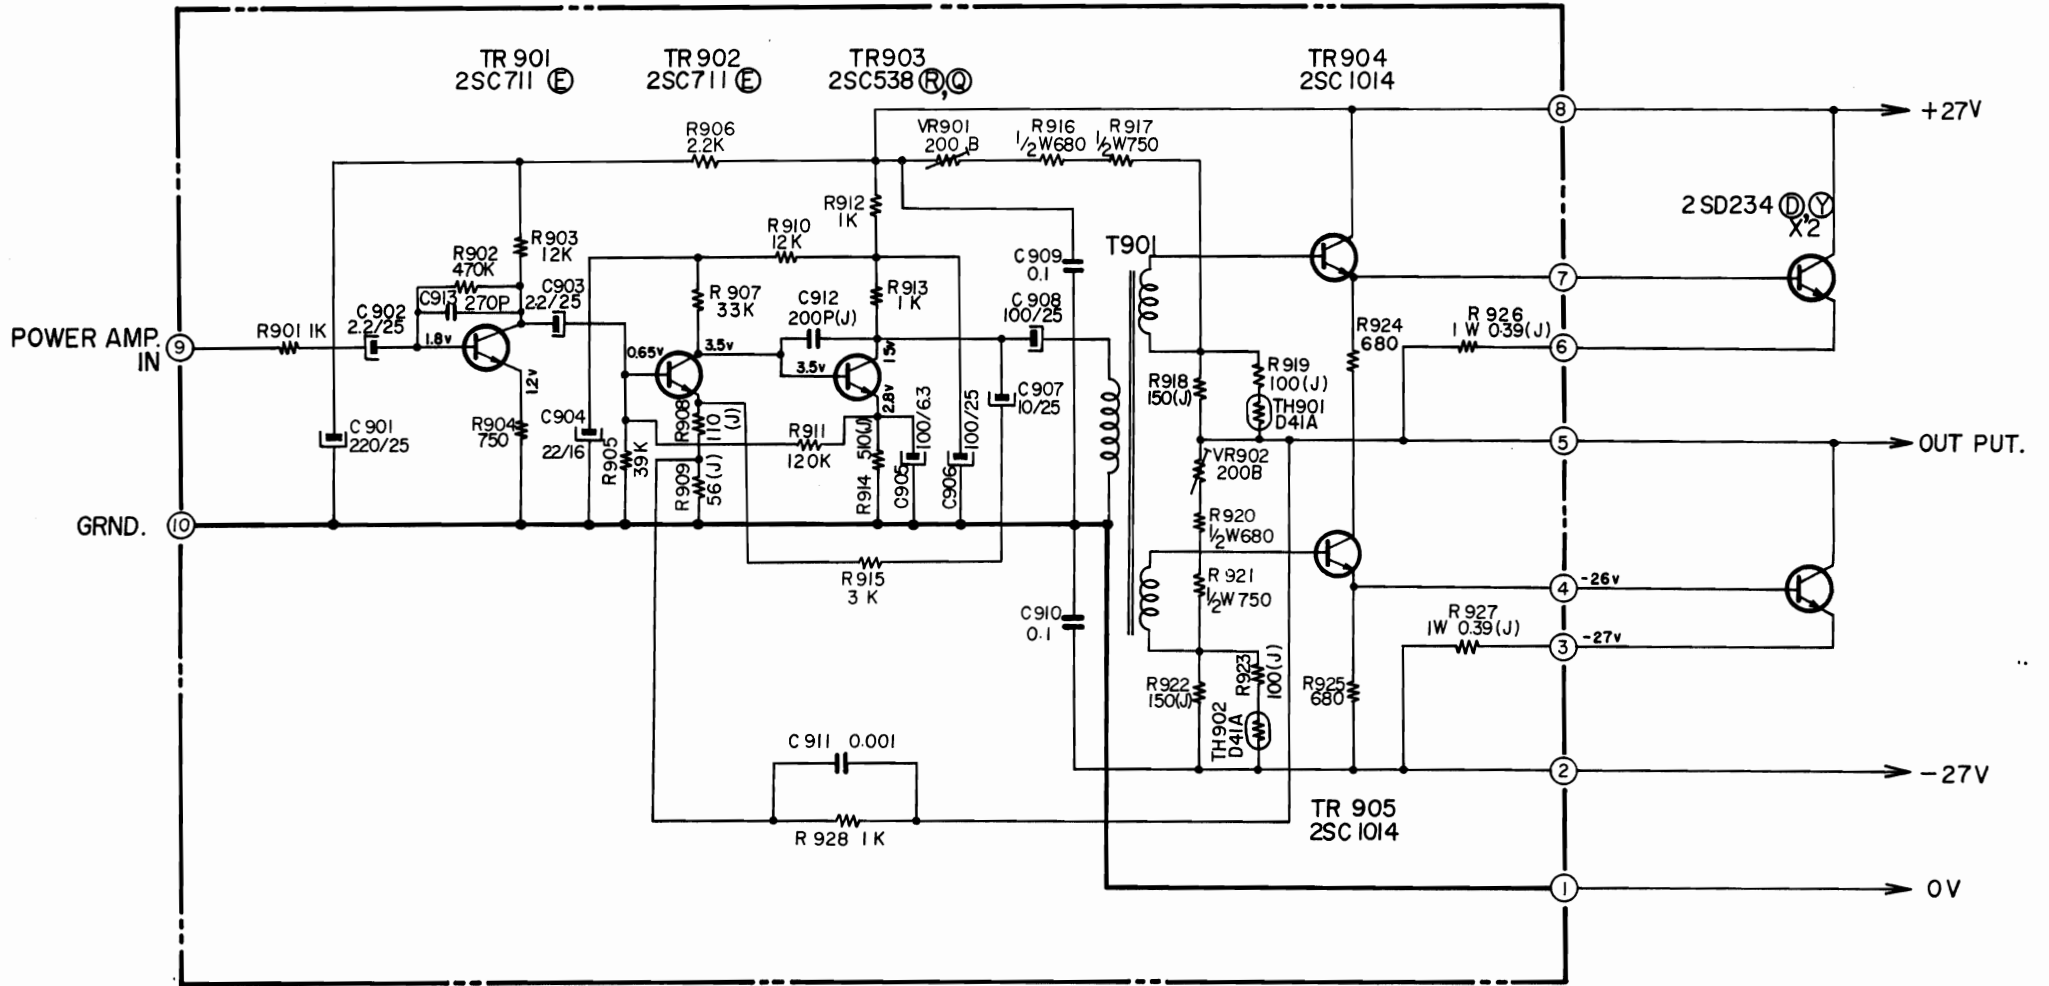 TR 901
2SC711 Ⓔ
TR 902
2SC711 Ⓔ
TR903
2SC538 Ⓡ,Ⓠ
TR904
2SC1014
8
+27V
R906
2.2K
VR901
200 B
R916
1/2W680
R917
1/2W750
R912
1K
2SD234 Ⓓ,Ⓨ
X2
R903
12K
R902
470K
R910
12K
T901
C913
270P
C903
2.2/25
R 907
33K
C912
200P(J)
R913
1K
C909
0.1
C908
100/25
7
C902
2.2/25
R901 1K
POWER AMP.
IN
9
1.8v
1.2v
0.65v
3.5v
3.5v
15v
2.8v
R924
680
R 926
1 W 0.39(J)
6
R918
150(J)
R919
100(J)
TH901
D41A
C 901
220/25
R904
750
C904
22/16
R905
39K
R908
110
(J)
R909
56(J)
R911
120K
510(J)
R914
100/6.3
C905
100/25
C906
C907
10/25
5
OUT PUT.
VR902
200B
GRND.
10
R920
1/2W680
R 921
1/2W750
R915
3 K
C910
0.1
4
-26v
R 927
1W 0.39(J)
3
-27v
R922
150(J)
R923
100(J)
TH902
D41A
R925
680
C 911 0.001
R 928 1K
2
-27V
TR 905
2SC1014
1
0V